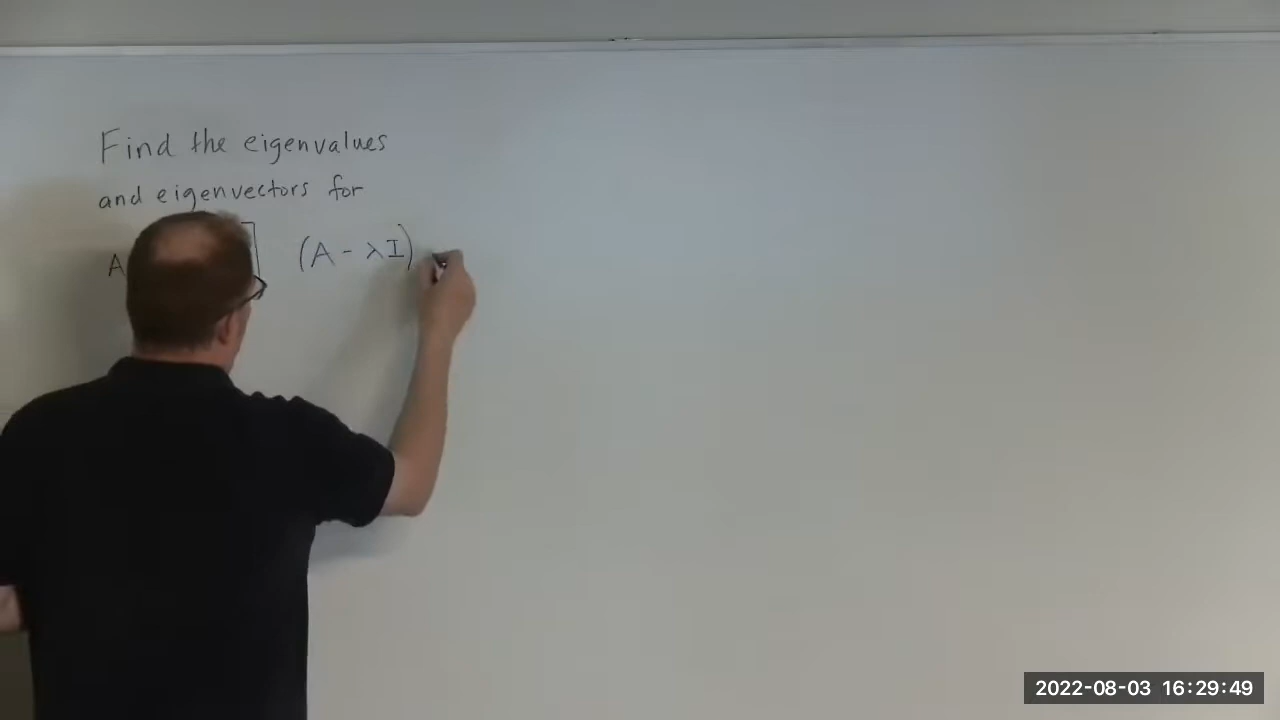 Find the eigenvalues
and eigenvectors for
A ] (A - λI)
2022-08-03 16:29:49